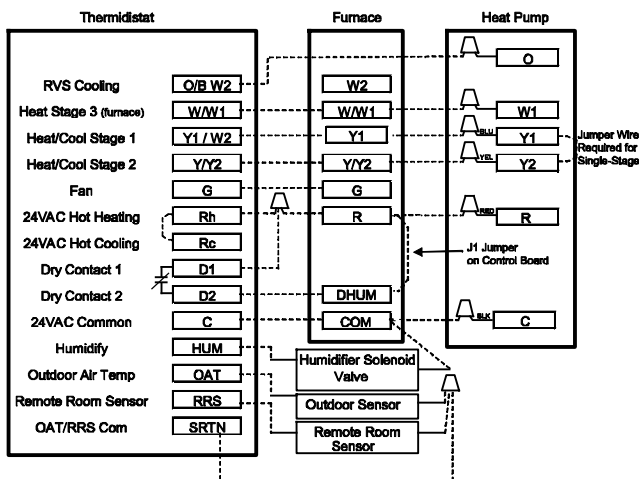 Thermidistat Furnace Heat Pump
O
RVS Cooling O/B W2 W2
Heat Stage 3 (furnace) W/W1 W/W1 W1
Heat/Cool Stage 1 Y1 / W2 Y1 BLU Y1 Jumper Wire
Heat/Cool Stage 2 Y/Y2 Y/Y2 YEL Y2 Required for
Single-Stage
Fan G G
24VAC Hot Heating Rh R RED R
24VAC Hot Cooling Rc J1 Jumper
on Control Board
Dry Contact 1 D1
Dry Contact 2 D2 DHUM
24VAC Common C COM BLK C
Humidify HUM Humidifier Solenoid
Valve
Outdoor Air Temp OAT
Outdoor Sensor
Remote Room Sensor RRS
OAT/RRS Com SRTN Remote Room
Sensor